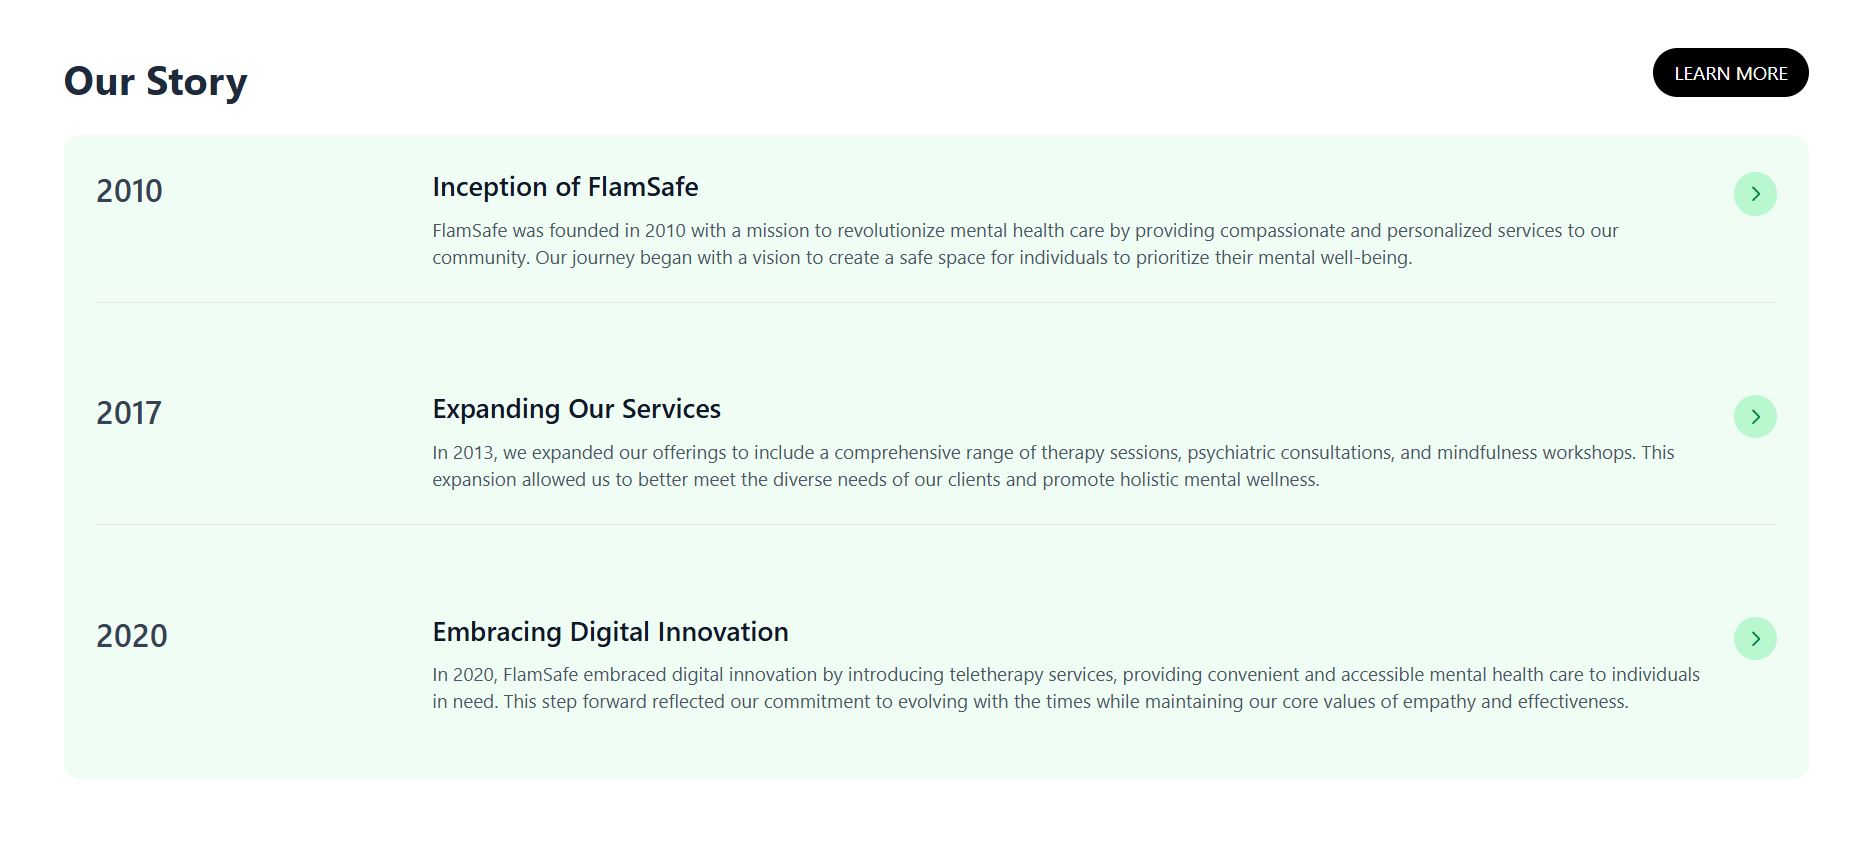 Our Story
LEARN MORE
2010
Inception of FlamSafe
FlamSafe was founded in 2010 with a mission to revolutionize mental health care by providing compassionate and personalized services to our
community. Our journey began with a vision to create a safe space for individuals to prioritize their mental well-being.
2017
Expanding Our Services
In 2013, we expanded our offerings to include a comprehensive range of therapy sessions, psychiatric consultations, and mindfulness workshops. This
expansion allowed us to better meet the diverse needs of our clients and promote holistic mental wellness.
2020
Embracing Digital Innovation
In 2020, FlamSafe embraced digital innovation by introducing teletherapy services, providing convenient and accessible mental health care to individuals
in need. This step forward reflected our commitment to evolving with the times while maintaining our core values of empathy and effectiveness.